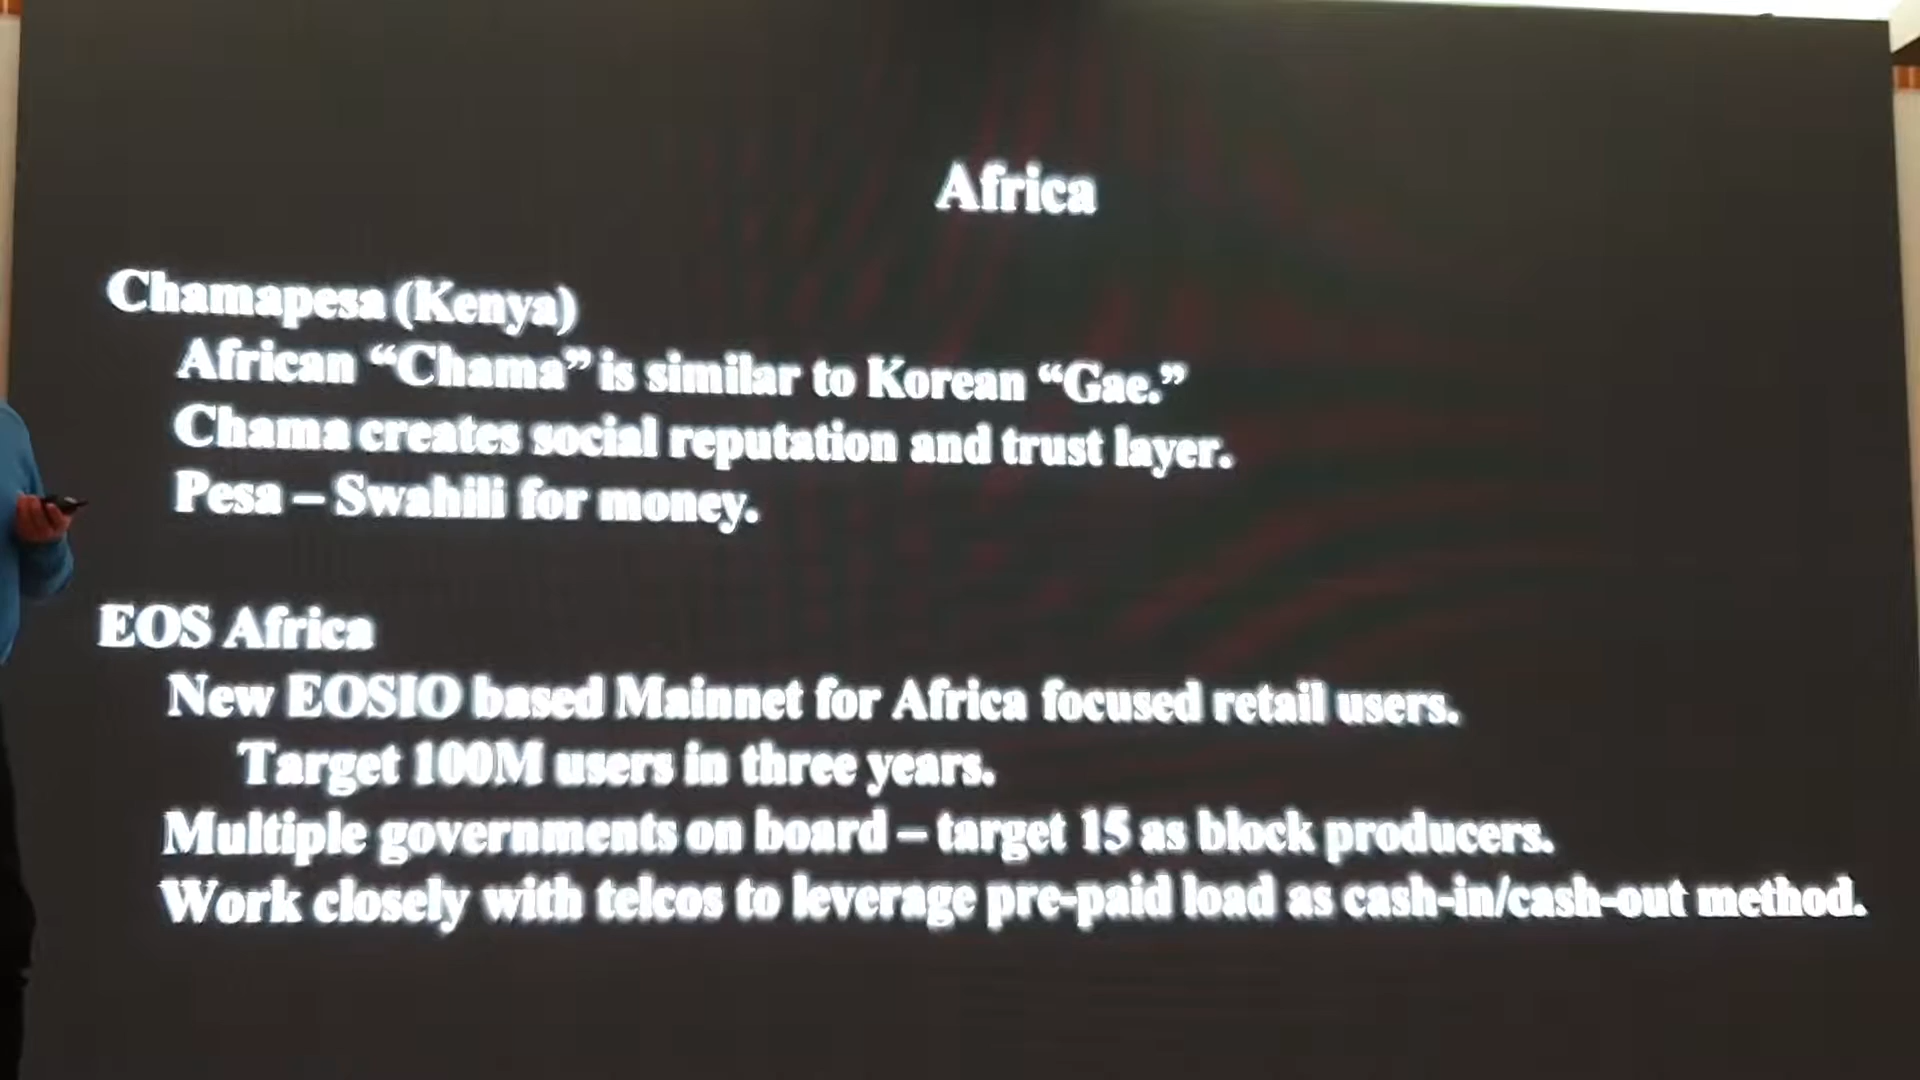 Africa
Chamapesa (Kenya)
African “Chama” is similar to Korean “Gae.”
Chama creates social reputation and trust layer.
Pesa – Swahili for money.
EOS Africa
New EOSIO based Mainnet for Africa focused retail users.
Target 100M users in three years.
Multiple governments on board – target 15 as block producers.
Work closely with telcos to leverage pre-paid load as cash-in/cash-out method.